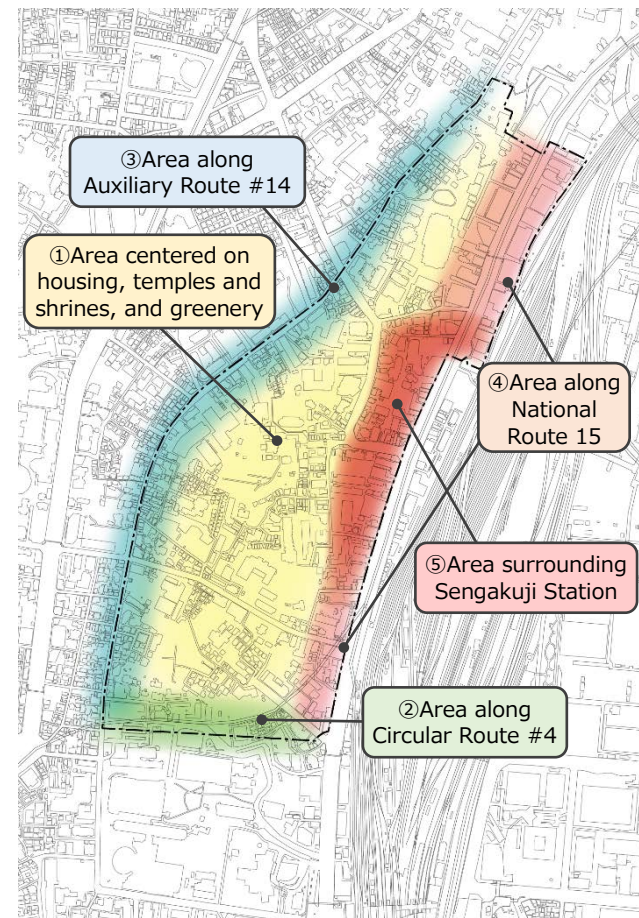 ③Area along
Auxiliary Route #14
①Area centered on
housing, temples and
shrines, and greenery
④Area along
National
Route 15
⑤Area surrounding
Sengakuji Station
②Area along
Circular Route #4